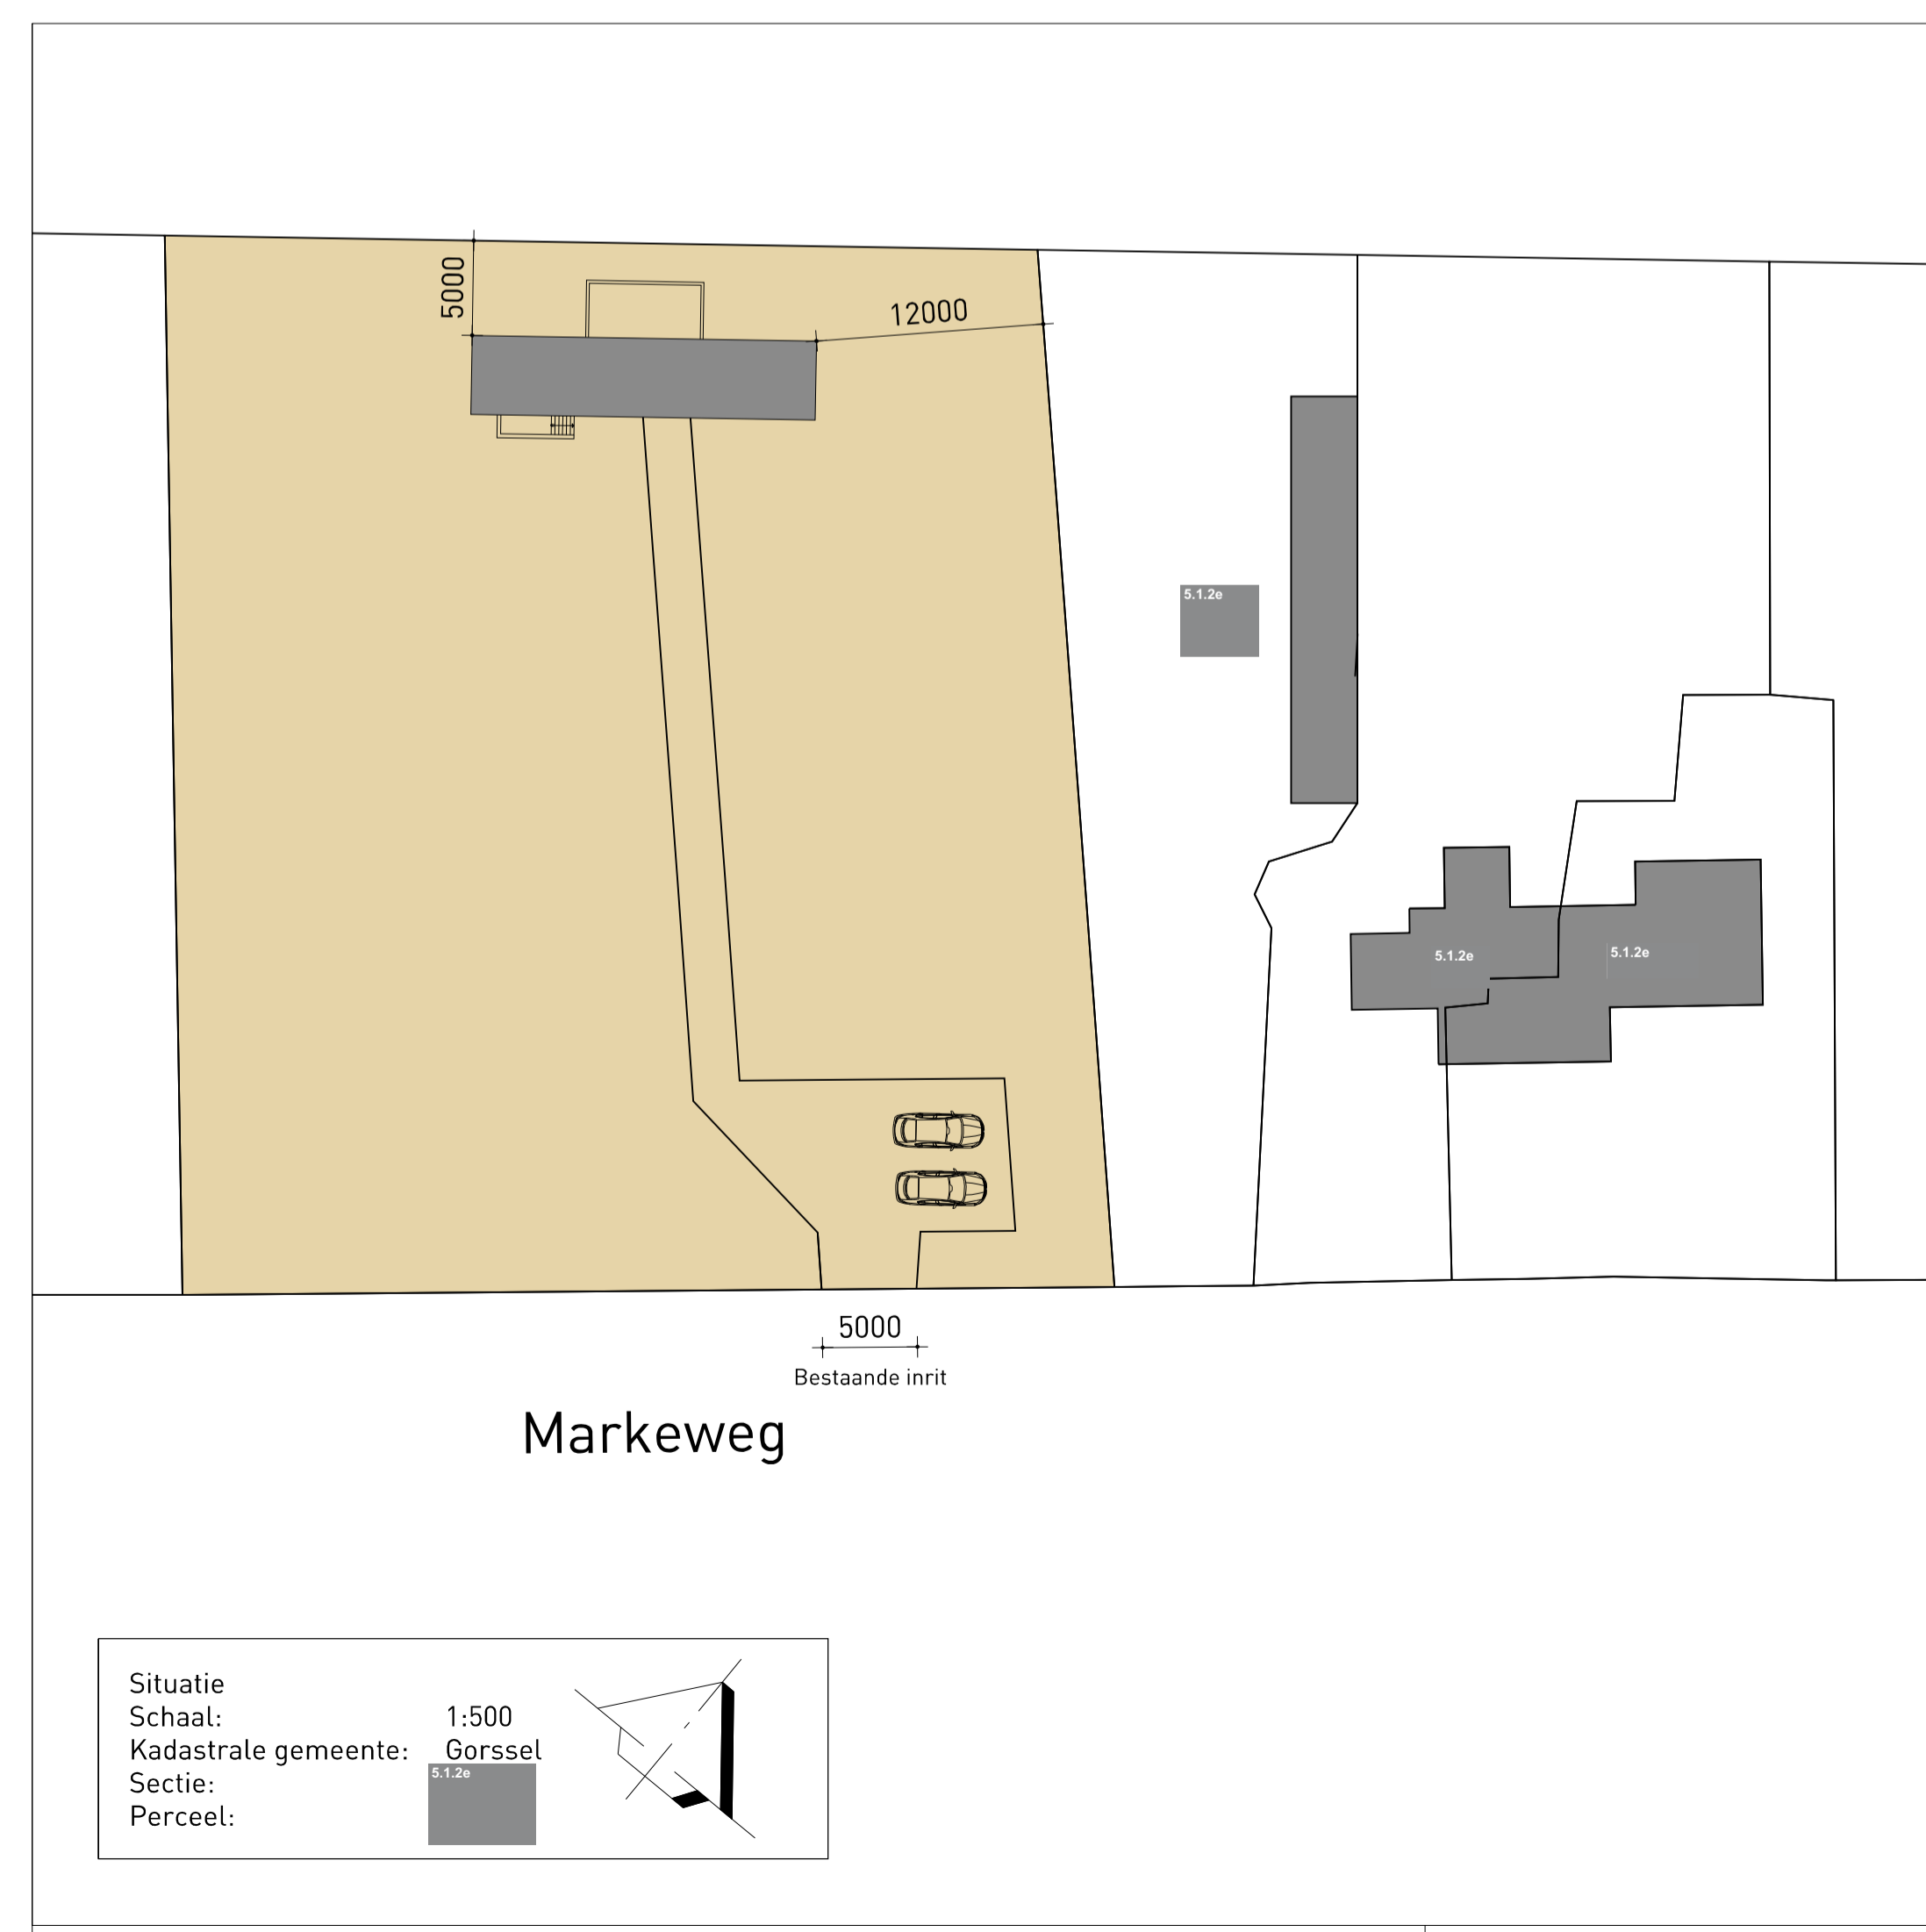 5000
12000
5.1.2e
5.1.2e
5.1.2e
5000
Bestaande inrit
Markeweg
Situatie
Schaal: 1:500
Kadastrale gemeente: Gorssel
Sectie: 5.1.2e
Perceel: